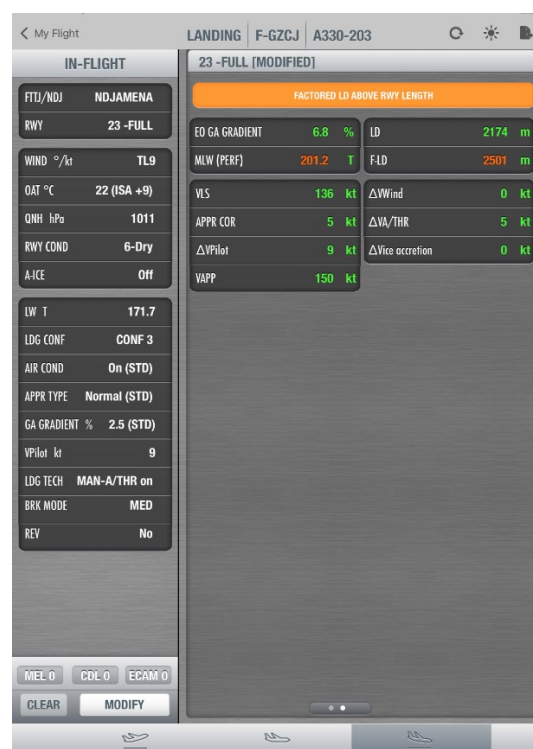 My Flight
LANDING F-GZCJ A330-203
IN-FLIGHT
FTTJ/NDJ NDJAMENA
RWY 23 -FULL
WIND °/kt TL9
OAT °C 22 (ISA +9)
QNH hPa 1011
RWY COND 6-Dry
A-ICE Off
LW T 171.7
LDG CONF CONF 3
AIR COND On (STD)
APPR TYPE Normal (STD)
GA GRADIENT % 2.5 (STD)
VPilot kt 9
LDG TECH MAN-A/THR on
BRK MODE MED
REV No
MEL 0 CDL 0 ECAM 0
CLEAR MODIFY
23 -FULL [MODIFIED]
FACTORED LD ABOVE RWY LENGTH
EO GA GRADIENT 6.8 % LD 2174 m
MLW (PERF) 201.2 T F-LD 2501 m
VLS 136 kt ΔVWind 0 kt
APPR COR 5 kt ΔVA/THR 5 kt
ΔVPilot 9 kt ΔVice accretion 0 kt
VAPP 150 kt